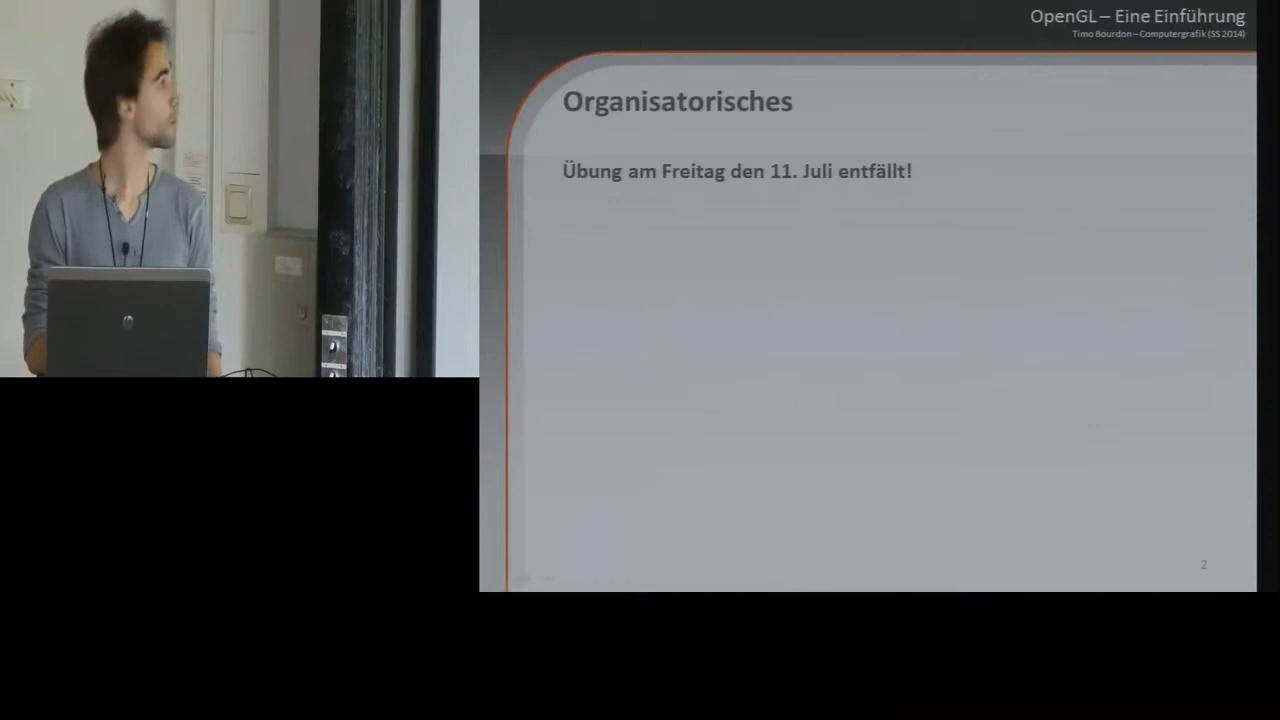 OpenGL – Eine Einführung
Timo Bourdon – Computergrafik (SS 2014)
Organisatorisches
Übung am Freitag den 11. Juli entfällt!
2